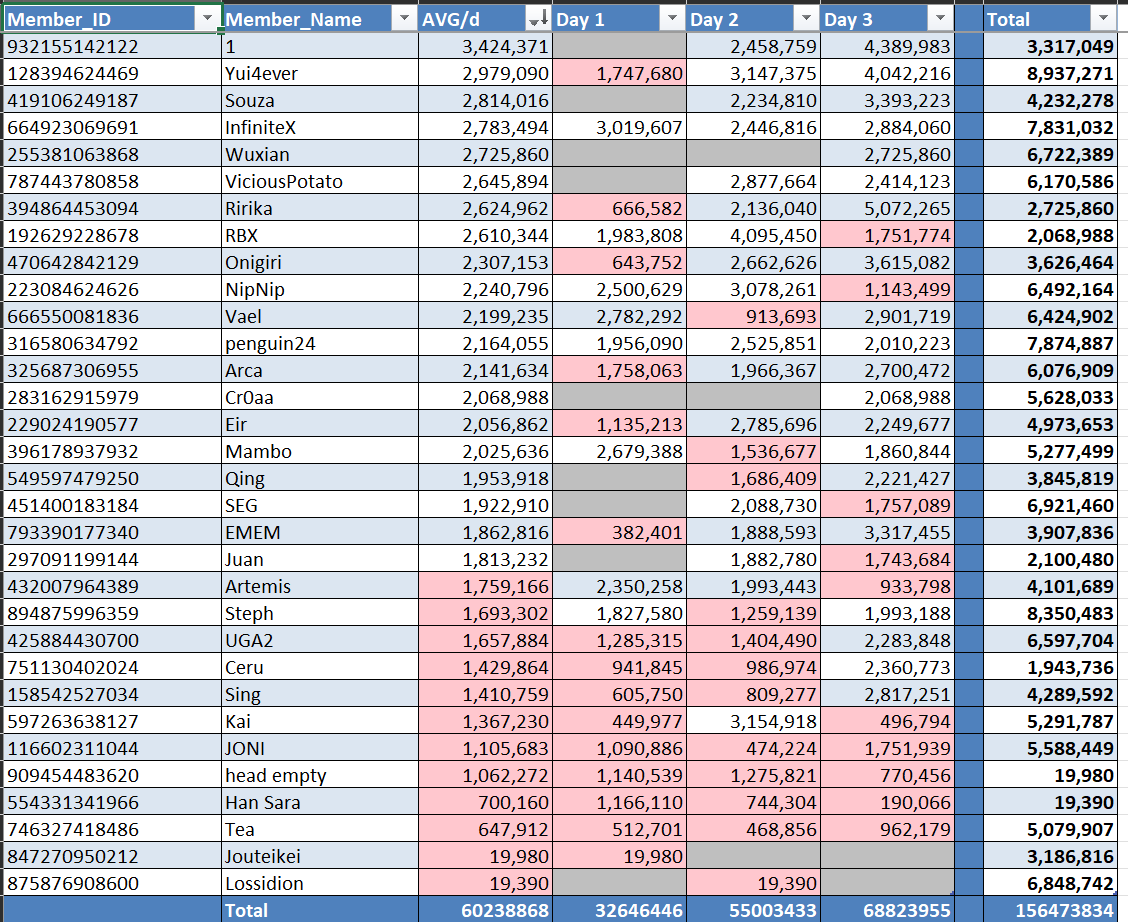 Member_ID Member_Name AVG/d Day 1 Day 2 Day 3 Total
932155142122 1 3,424,371 2,458,759 4,389,983 3,317,049
128394624469 Yui4ever 2,979,090 1,747,680 3,147,375 4,042,216 8,937,271
419106249187 Souza 2,814,016 2,234,810 3,393,223 4,232,278
664923069691 InfiniteX 2,783,494 3,019,607 2,446,816 2,884,060 7,831,032
255381063868 Wuxian 2,725,860 2,725,860 6,722,389
787443780858 ViciousPotato 2,645,894 2,877,664 2,414,123 6,170,586
394864453094 Ririka 2,624,962 666,582 2,136,040 5,072,265 2,725,860
192629228678 RBX 2,610,344 1,983,808 4,095,450 1,751,774 2,068,988
470642842129 Onigiri 2,307,153 643,752 2,662,626 3,615,082 3,626,464
223084624626 NipNip 2,240,796 2,500,629 3,078,261 1,143,499 6,492,164
666550081836 Vael 2,199,235 2,782,292 913,693 2,901,719 6,424,902
316580634792 penguin24 2,164,055 1,956,090 2,525,851 2,010,223 7,874,887
325687306955 Arca 2,141,634 1,758,063 1,966,367 2,700,472 6,076,909
283162915979 Cr0aa 2,068,988 2,068,988 5,628,033
229024190577 Eir 2,056,862 1,135,213 2,785,696 2,249,677 4,973,653
396178937932 Mambo 2,025,636 2,679,388 1,536,677 1,860,844 5,277,499
549597479250 Qing 1,953,918 1,686,409 2,221,427 3,845,819
451400183184 SEG 1,922,910 2,088,730 1,757,089 6,921,460
793390177340 EMEM 1,862,816 382,401 1,888,593 3,317,455 3,907,836
297091199144 Juan 1,813,232 1,882,780 1,743,684 2,100,480
432007964389 Artemis 1,759,166 2,350,258 1,993,443 933,798 4,101,689
894875996359 Steph 1,693,302 1,827,580 1,259,139 1,993,188 8,350,483
425884430700 UGA2 1,657,884 1,285,315 1,404,490 2,283,848 6,597,704
751130402024 Ceru 1,429,864 941,845 986,974 2,360,773 1,943,736
158542527034 Sing 1,410,759 605,750 809,277 2,817,251 4,289,592
597263638127 Kai 1,367,230 449,977 3,154,918 496,794 5,291,787
116602311044 JONI 1,105,683 1,090,886 474,224 1,751,939 5,588,449
909454483620 head empty 1,062,272 1,140,539 1,275,821 770,456 19,980
554331341966 Han Sara 700,160 1,166,110 744,304 190,066 19,390
746327418486 Tea 647,912 512,701 468,856 962,179 5,079,907
847270950212 Jouteikei 19,980 19,980 3,186,816
875876908600 Lossidion 19,390 19,390 6,848,742
Total 60238868 32646446 55003433 68823955 156473834